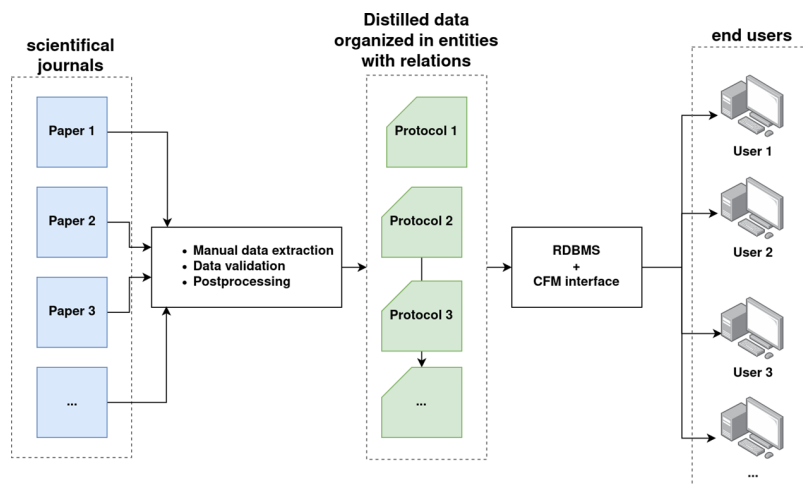 scientifical
journals
Paper 1
Paper 2
Paper 3
...
• Manual data extraction
• Data validation
• Postprocessing
Distilled data
organized in entities
with relations
Protocol 1
Protocol 2
Protocol 3
...
RDBMS
+
CFM interface
end users
User 1
User 2
User 3
...